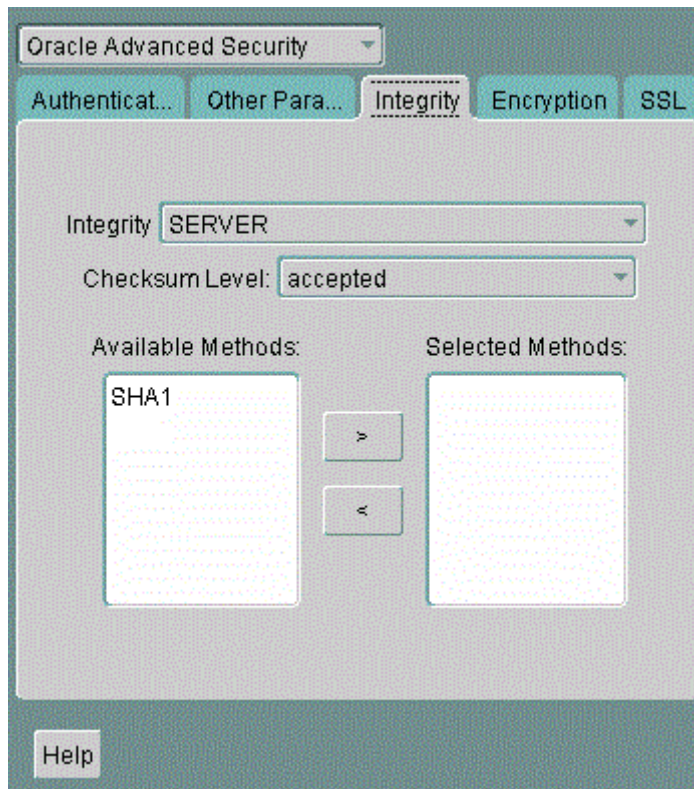 Oracle Advanced Security
Authenticat... Other Para... Integrity Encryption SSL
Integrity SERVER
Checksum Level: accepted
Available Methods: Selected Methods:
SHA1
>
<
Help